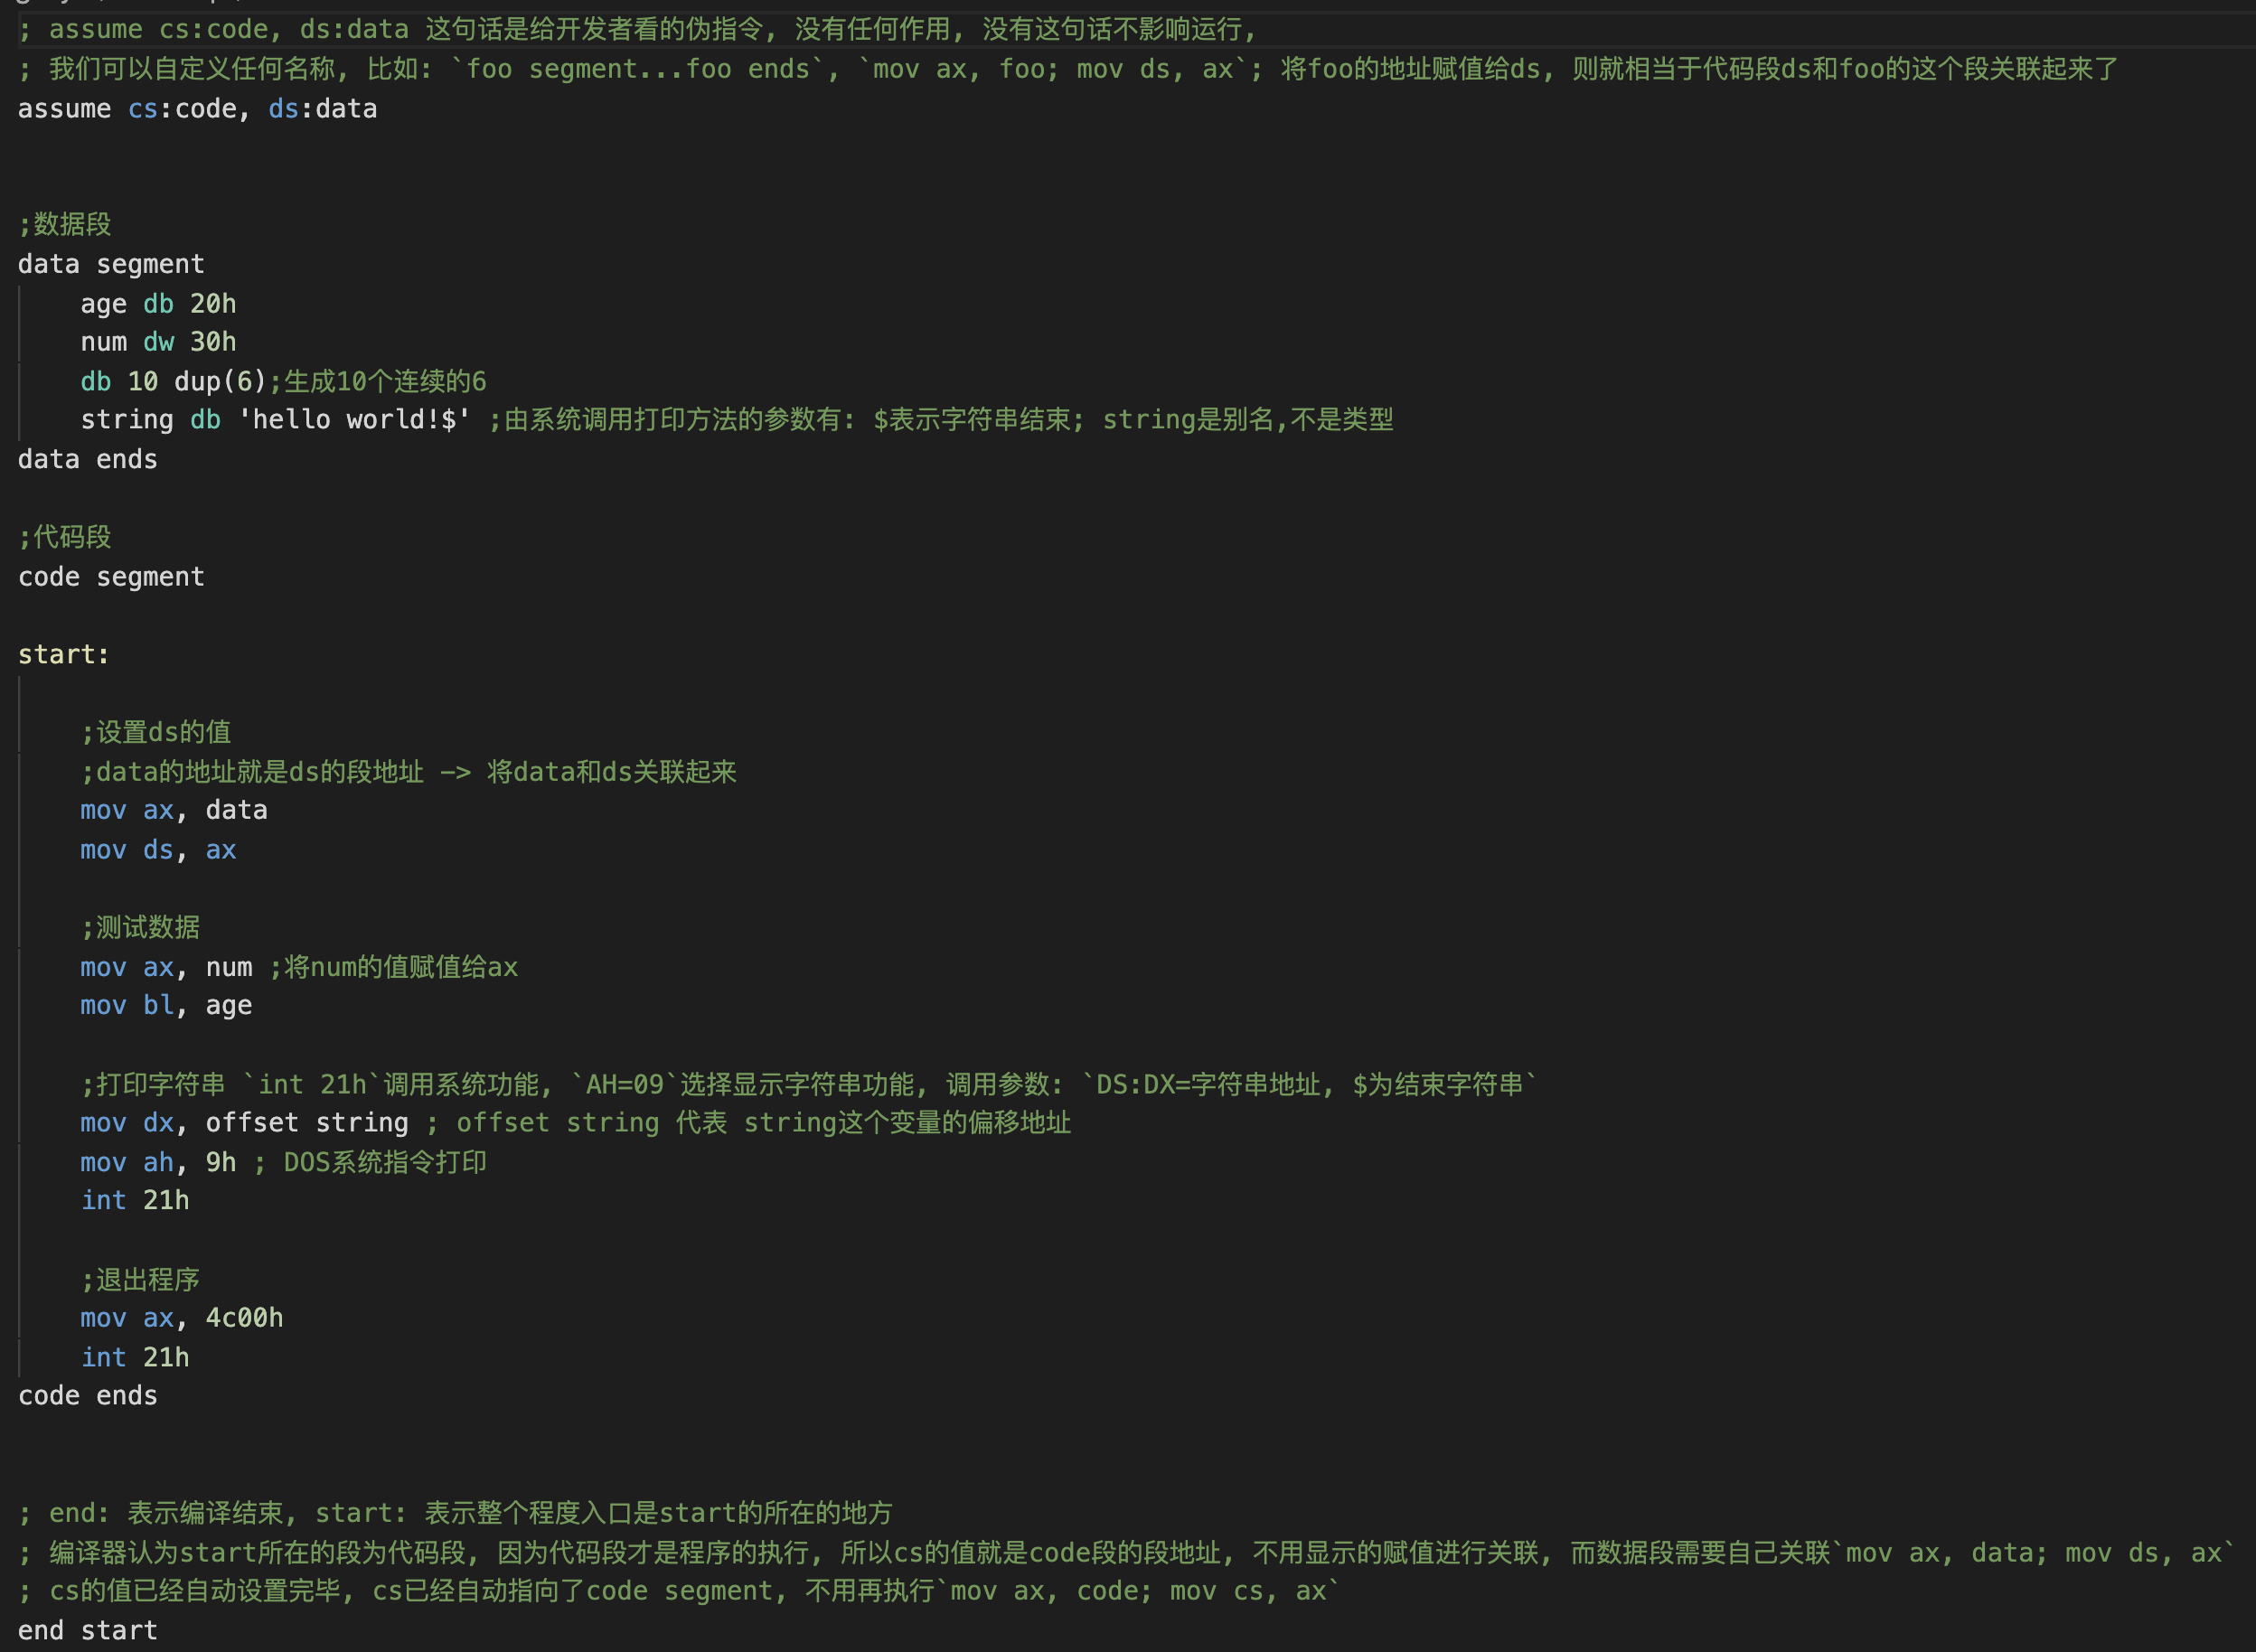 ; assume cs:code, ds:data 这句话是给开发者看的伪指令, 没有任何作用, 没有这句话不影响运行,
; 我们可以自定义任何名称, 比如: `foo segment...foo ends`, `mov ax, foo; mov ds, ax`; 将foo的地址赋值给ds, 则就相当于代码段ds和foo的这个段关联起来了
assume cs:code, ds:data
;数据段
data segment
age db 20h
num dw 30h
db 10 dup(6);生成10个连续的6
string db 'hello world!$' ;由系统调用打印方法的参数有: $表示字符串结束; string是别名,不是类型
data ends
;代码段
code segment
start:
;设置ds的值
;data的地址就是ds的段地址 -> 将data和ds关联起来
mov ax, data
mov ds, ax
;测试数据
mov ax, num ;将num的值赋值给ax
mov bl, age
;打印字符串 `int 21h`调用系统功能, `AH=09`选择显示字符串功能, 调用参数: `DS:DX=字符串地址, $为结束字符串`
mov dx, offset string ; offset string 代表 string这个变量的偏移地址
mov ah, 9h ; DOS系统指令打印
int 21h
;退出程序
mov ax, 4c00h
int 21h
code ends
; end: 表示编译结束, start: 表示整个程度入口是start的所在的地方
; 编译器认为start所在的段为代码段, 因为代码段才是程序的执行, 所以cs的值就是code段的段地址, 不用显示的赋值进行关联, 而数据段需要自己关联`mov ax, data; mov ds, ax`
; cs的值已经自动设置完毕, cs已经自动指向了code segment, 不用再执行`mov ax, code; mov cs, ax`
end start